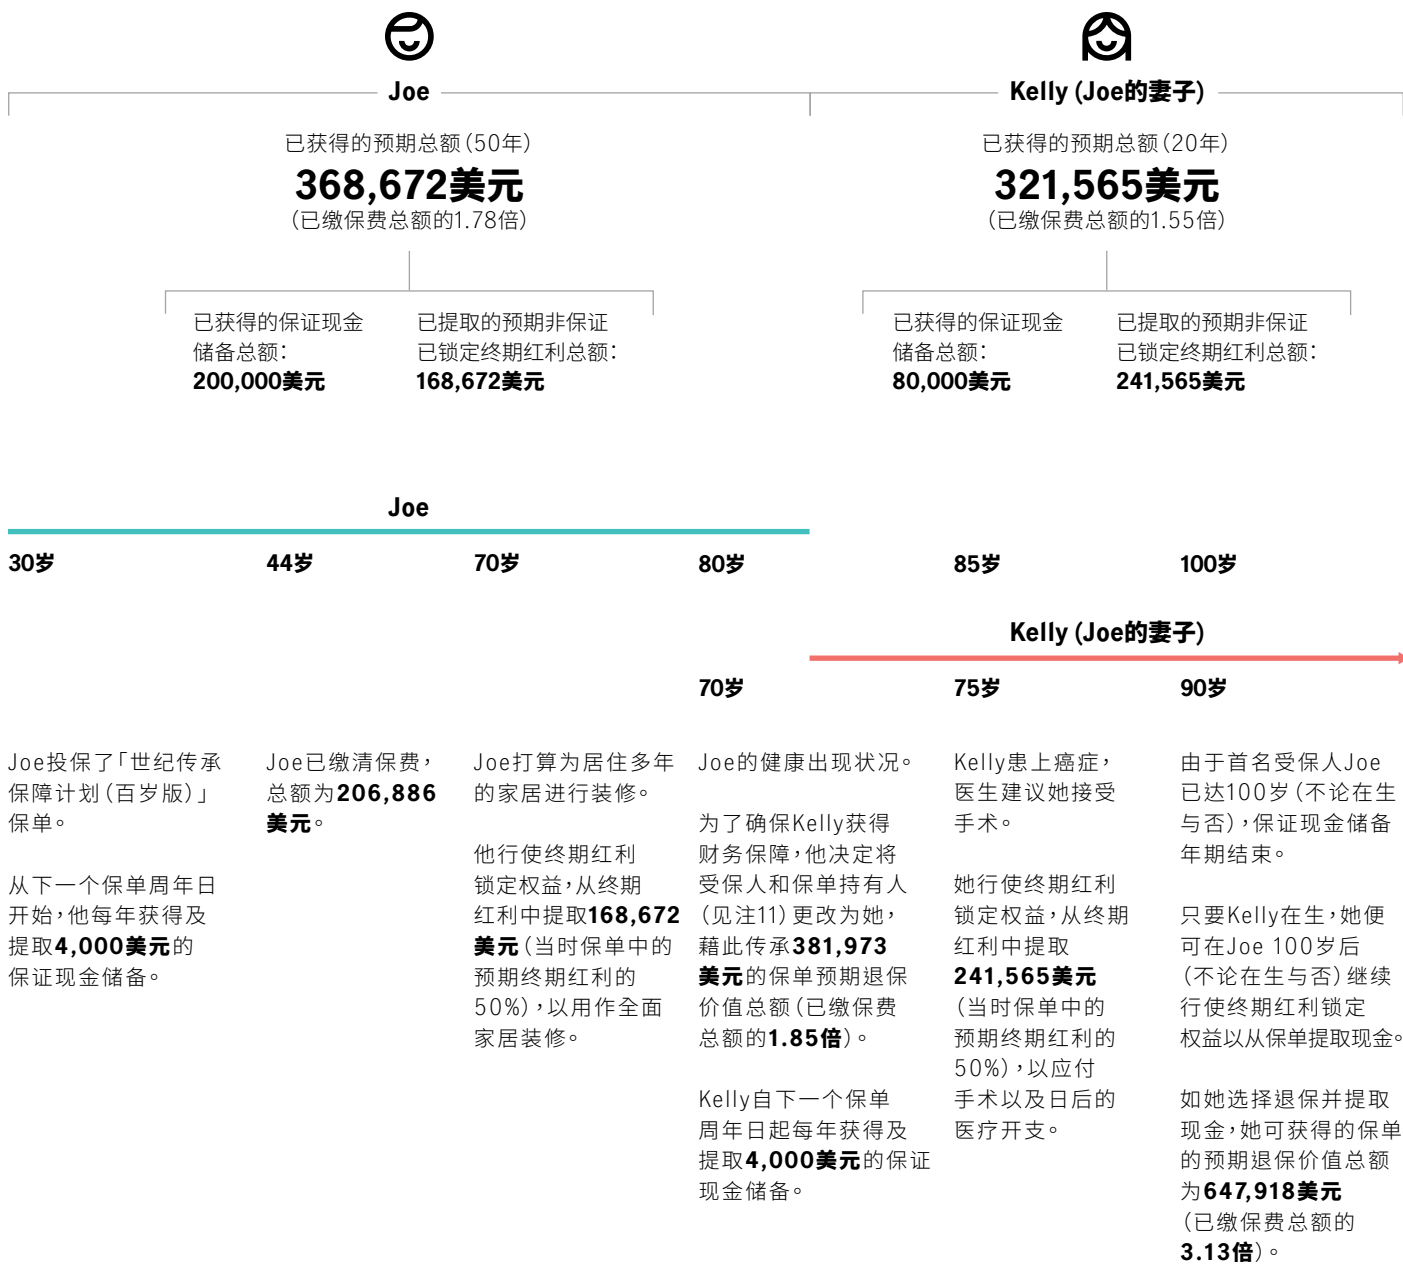 Joe
Kelly (Joe的妻子)
已获得的预期总额（50年）
368,672美元
（已缴保费总额的1.78倍）
已获得的预期总额（20年）
321,565美元
（已缴保费总额的1.55倍）
已获得的保证现金
储备总额：
200,000美元
已提取的预期非保证
已锁定终期红利总额：
168,672美元
已获得的保证现金
储备总额：
80,000美元
已提取的预期非保证
已锁定终期红利总额：
241,565美元
Joe
30岁
44岁
70岁
80岁
85岁
100岁
Kelly (Joe的妻子)
70岁
75岁
90岁
Joe投保了「世纪传承
保障计划（百岁版）」
保单。
从下一个保单周年日
开始，他每年获得及
提取4,000美元的
保证现金储备。
Joe已缴清保费，
总额为206,886
美元。
Joe打算为居住多年
的家居进行装修。
他行使终期红利
锁定权益，从终期
红利中提取168,672
美元（当时保单中的
预期终期红利的
50%），以用作全面
家居装修。
Joe的健康出现状况。
为了确保Kelly获得
财务保障，他决定将
受保人和保单持有人
（见注11）更改为她，
藉此传承381,973
美元的保单预期退保
价值总额（已缴保费
总额的1.85倍）。
Kelly自下一个保单
周年日起每年获得及
提取4,000美元的保证
现金储备。
Kelly患上癌症，
医生建议她接受
手术。
她行使终期红利
锁定权益，从终期
红利中提取
241,565美元
（当时保单中的
预期终期红利的
50%），以应付
手术以及日后的
医疗开支。
由于首名受保人Joe
已达100岁（不论在生
与否），保证现金储备
年期结束。
只要Kelly在生，她便
可在Joe 100岁后
（不论在生与否）继续
行使终期红利锁定
权益以从保单提取现金。
如她选择退保并提取
现金，她可获得的保单
的预期退保价值总额
为647,918美元
（已缴保费总额的
3.13倍）。